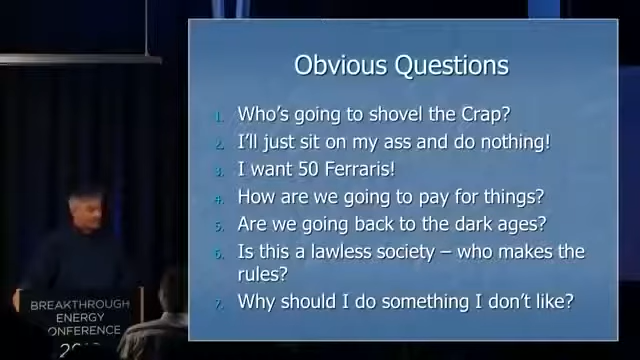 Obvious Questions
1. Who's going to shovel the Crap?
2. I'll just sit on my ass and do nothing!
3. I want 50 Ferraris!
4. How are we going to pay for things?
5. Are we going back to the dark ages?
6. Is this a lawless society – who makes the
rules?
7. Why should I do something I don't like?
BREAKTHROUGH
ENERGY
CONFERENCE